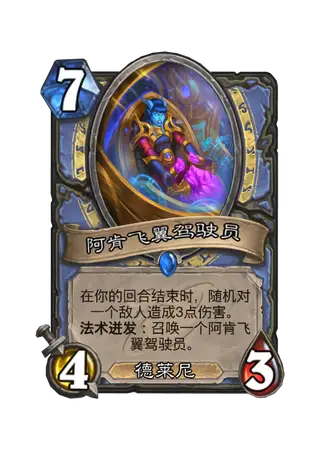 7
阿肯飞翼驾驶员
在你的回合结束时，随机对
一个敌人造成3点伤害。
法术迸发：召唤一个阿肯飞
翼驾驶员。
德莱尼
4
3